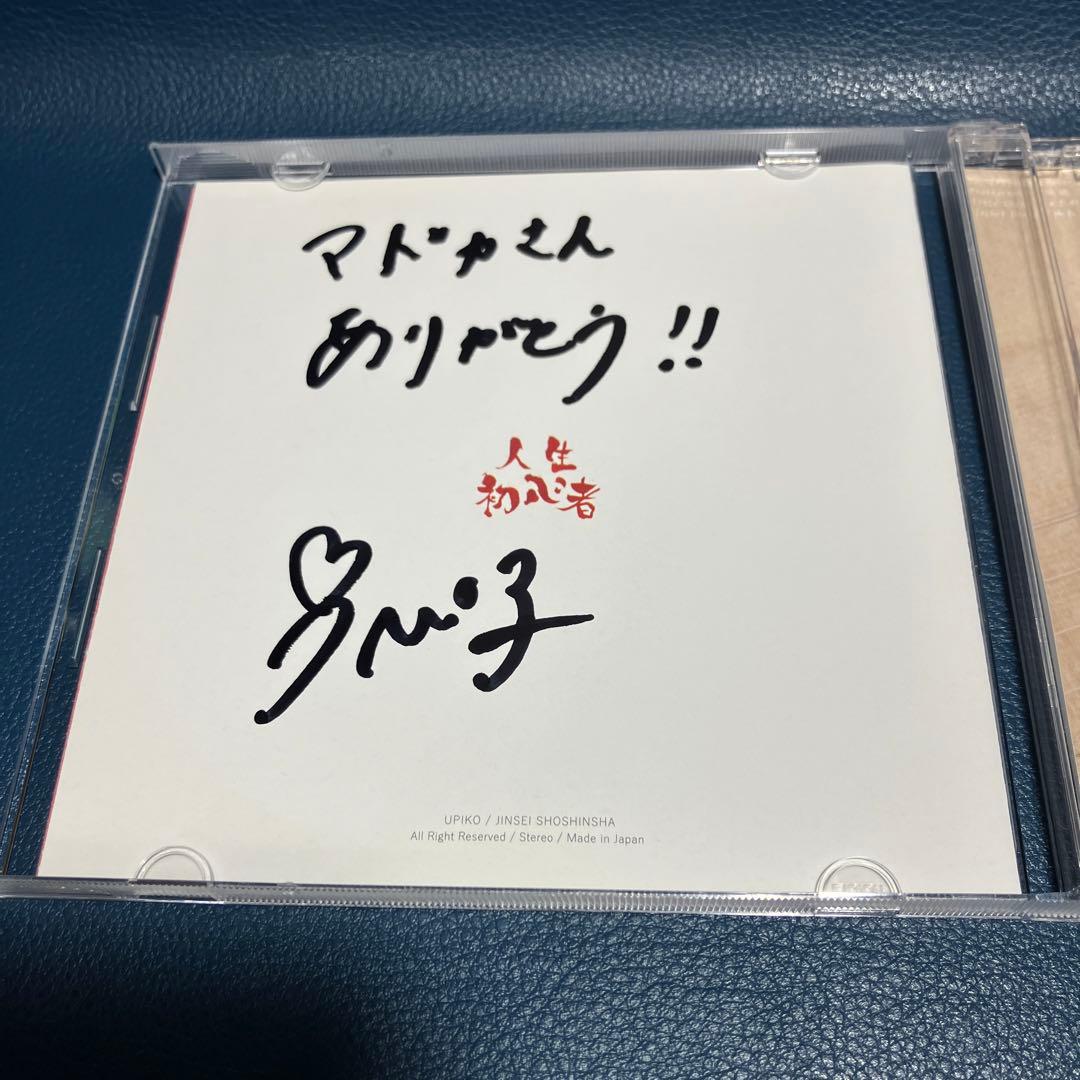 マドカさん
ありがとう!!
人生
初心者
うぴ子
UPIKO / JINSEI SHOSHINSHA
All Right Reserved / Stereo / Made in Japan